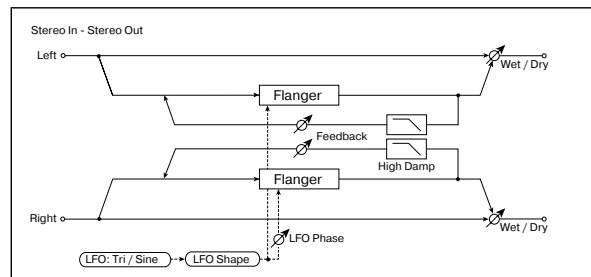 Stereo In - Stereo Out
Left
Wet / Dry
Flanger
Feedback
High Damp
Flanger
Right
Wet / Dry
LFO Phase
LFO: Tri / Sine
LFO Shape